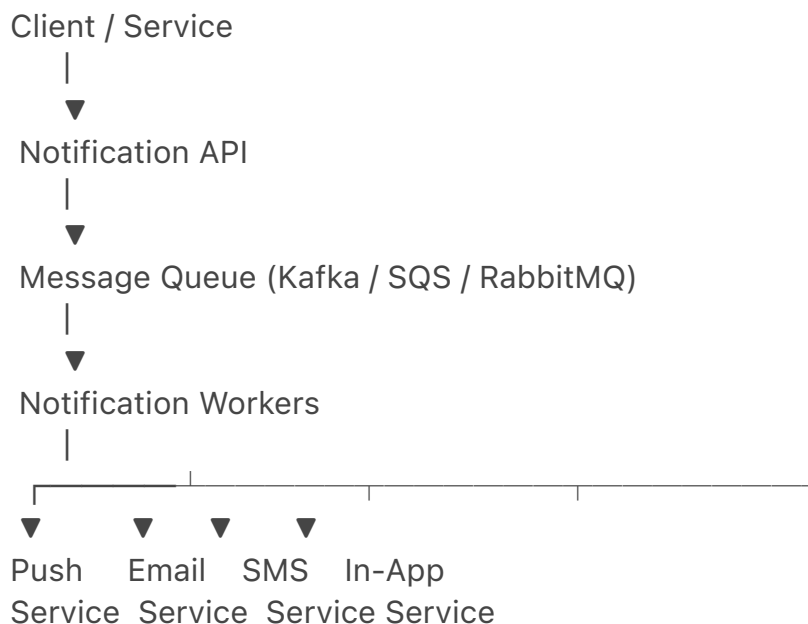 Client / Service
Notification API
Message Queue (Kafka / SQS / RabbitMQ)
Notification Workers
Push Email SMS In-App
Service Service Service Service